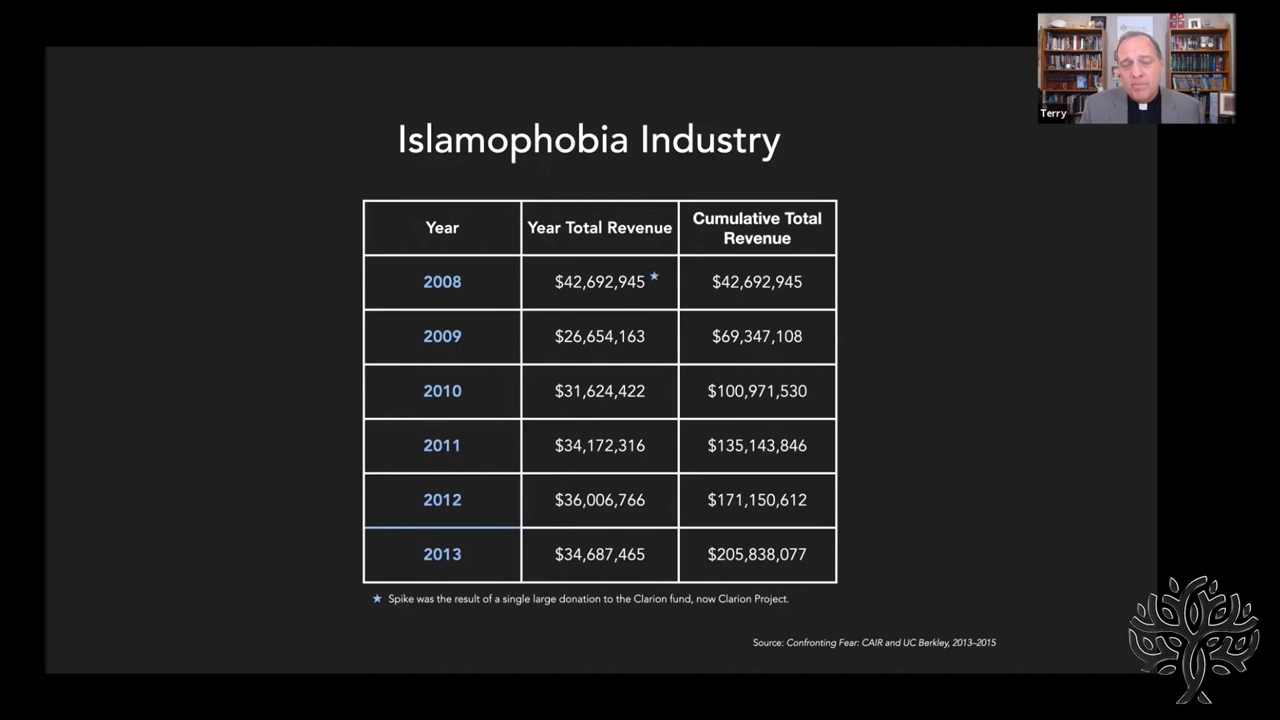 Terry
Islamophobia Industry
Year Year Total Revenue Cumulative Total
Revenue
2008 $42,692,945 ★ $42,692,945
2009 $26,654,163 $69,347,108
2010 $31,624,422 $100,971,530
2011 $34,172,316 $135,143,846
2012 $36,006,766 $171,150,612
2013 $34,687,465 $205,838,077
★ Spike was the result of a single large donation to the Clarion fund, now Clarion Project.
Source: Confronting Fear: CAIR and UC Berkley, 2013–2015